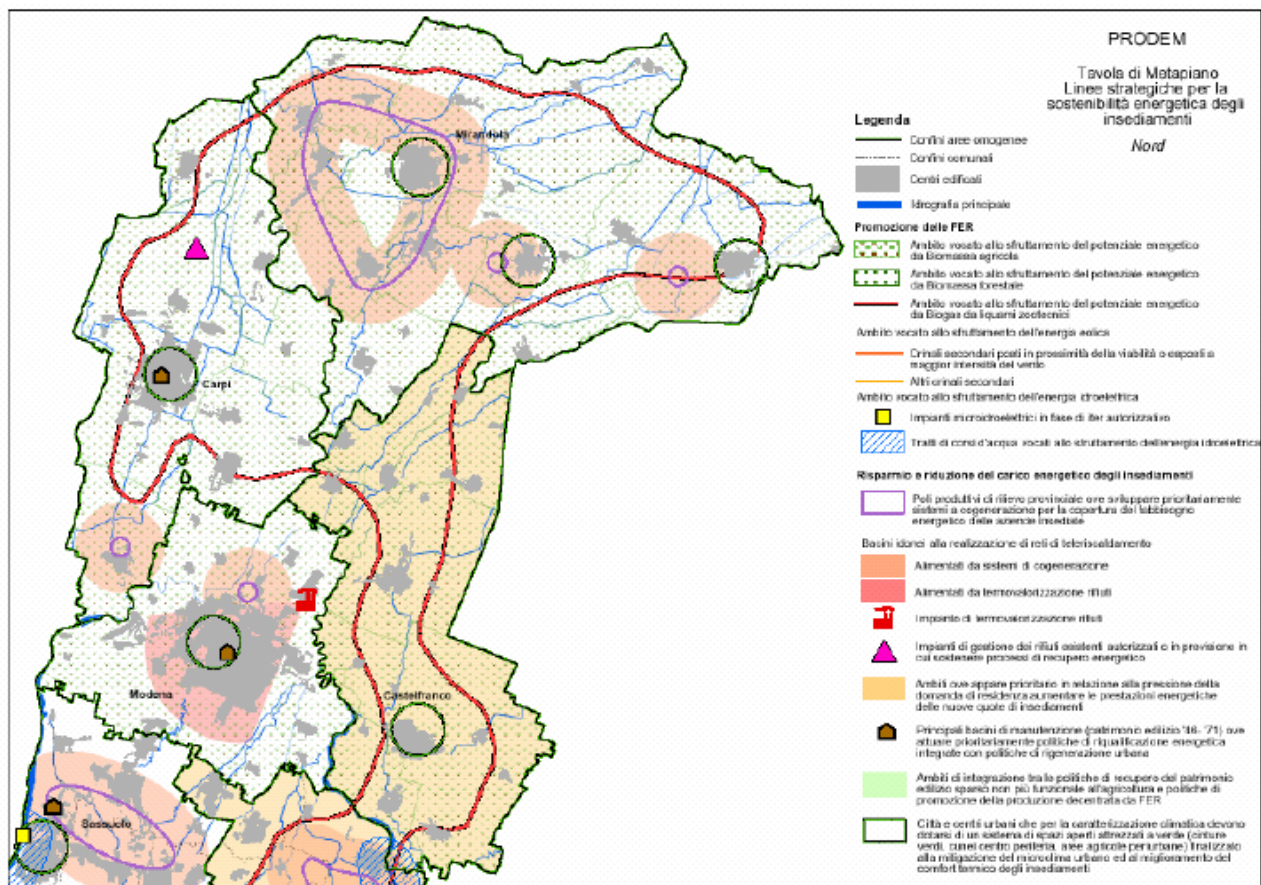 PRODEM
Tavola di Metapiano
Linee strategiche per la
sostenibilità energetica degli
insediamenti
Nord
Legenda
Confini aree omogenee
Confini comunali
Centri edificati
Idrografia principale
Promozione delle FER
Ambito vocato allo sfruttamento del potenziale energetico
da Biomassa agricola
Ambito vocato allo sfruttamento del potenziale energetico
da Biomassa forestale
Ambito vocato allo sfruttamento del potenziale energetico
da Biogas da liquami zootecnici
Ambito vocato allo sfruttamento dell'energia eolica
Crinali secondari posti in prossimità della viabilità o esposti a
maggior intensità del vento
Altri crinali secondari
Ambito vocato allo sfruttamento dell'energia idroelettrica
Impianti microidroelettrici in fase di iter autorizzativo
Tratti di corsi d'acqua vocati allo sfruttamento dell'energia idroelettrica
Risparmio e riduzione del carico energetico degli insediamenti
Poli produttivi di rilievo provinciale ove sviluppare prioritariamente
sistemi a cogenerazione per la copertura del fabbisogno
energetico delle aziende insediate
Bacini idonei alla realizzazione di reti di teleriscaldamento
Alimentati da sistemi di cogenerazione
Alimentati da termovalorizzazione rifiuti
Impianto di termovalorizzazione rifiuti
Impianti di gestione dei rifiuti esistenti autorizzati o in previsione in
cui sostenere processi di recupero energetico
Ambiti ove appare prioritario in relazione alla pressione della
domanda di residenza aumentare le prestazioni energetiche
delle nuove quote di insediamenti
Principali bacini di manutenzione (patrimonio edilizio '46- '71) ove
attuare prioritariamente politiche di riqualificazione energetica
integrate con politiche di rigenerazione urbana
Ambiti di integrazione tra le politiche di recupero del patrimonio
edilizio sparso non più funzionale all'agricoltura e politiche di
promozione della produzione decentrata da FER
Città e centri urbani che per la caratterizzazione climatica devono
dotarsi di un sistema di spazi aperti attrezzati a verde (cinture
verdi, cunei centro periferia, aree agricole periurbane) finalizzato
alla mitigazione del microclima urbano ed al miglioramento del
comfort termico degli insediamenti
Mirandola
Carpi
Modena
Castelfranco
Sassuolo